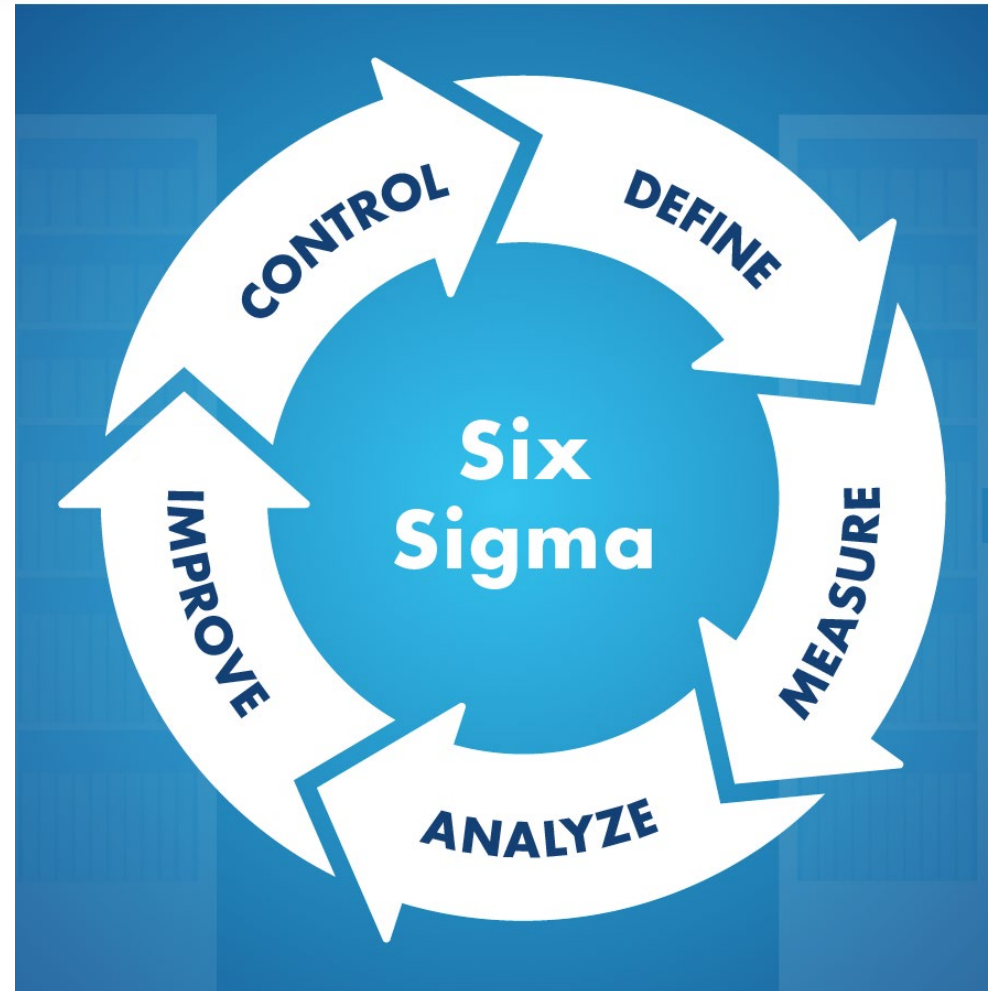 Six
Sigma
DEFINE
MEASURE
ANALYZE
IMPROVE
CONTROL